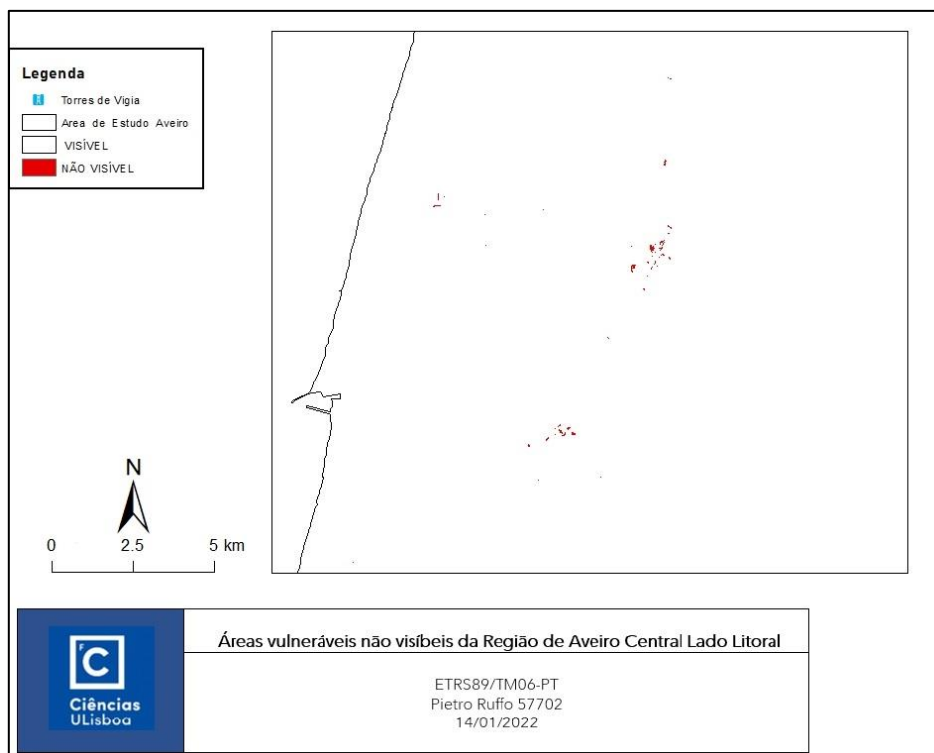 Legenda
Torres de Vigia
Area de Estudo Aveiro
VISÍVEL
NÃO VISÍVEL
N
0 2.5 5 km
F
C
Ciências
ULisboa
Áreas vulneráveis não visíbeis da Região de Aveiro Central Lado Litoral
ETRS89/TM06-PT
Pietro Ruffo 57702
14/01/2022